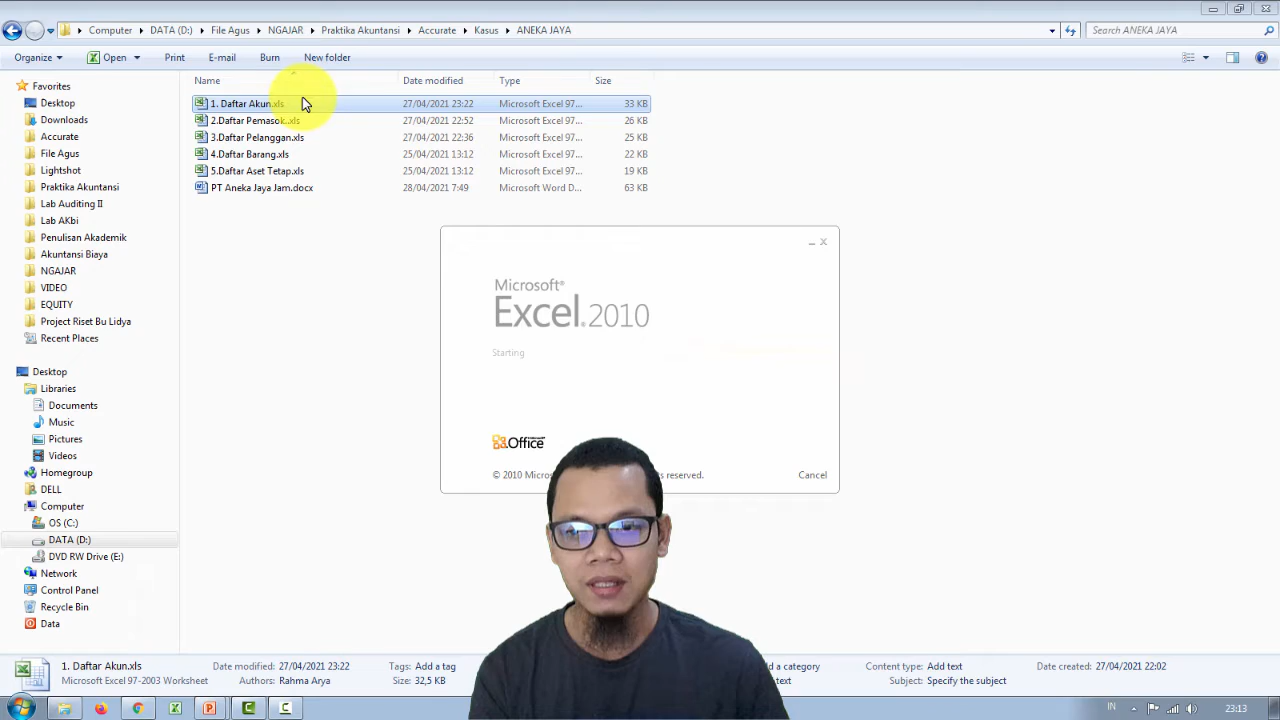 Computer ▸ DATA (D:) ▸ File Agus ▸ NGAJAR ▸ Praktika Akuntansi ▸ Accurate ▸ Kasus ▸ ANEKA JAYA
Search ANEKA JAYA
Organize Open Print E-mail Burn New folder
Name Date modified Type Size
1. Daftar Akun.xls 27/04/2021 23:22 Microsoft Excel 97... 33 KB
2.Daftar Pemasok.xls 27/04/2021 22:52 Microsoft Excel 97... 26 KB
3.Daftar Pelanggan.xls 27/04/2021 22:36 Microsoft Excel 97... 25 KB
4.Daftar Barang.xls 25/04/2021 13:12 Microsoft Excel 97... 22 KB
5.Daftar Aset Tetap.xls 25/04/2021 13:12 Microsoft Excel 97... 19 KB
PT Aneka Jaya Jam.docx 28/04/2021 7:49 Microsoft Word D... 63 KB
Favorites
Desktop
Downloads
Accurate
File Agus
Lightshot
Praktika Akuntansi
Lab Auditing II
Lab AKbi
Penulisan Akademik
Akuntansi Biaya
NGAJAR
VIDEO
EQUITY
Project Riset Bu Lidya
Recent Places
Desktop
Libraries
Documents
Music
Pictures
Videos
Homegroup
DELL
Computer
OS (C:)
DATA (D:)
DVD RW Drive (E:)
Network
Control Panel
Recycle Bin
Data
Microsoft®
Excel®2010
Starting
Microsoft®
Office
© 2010 Micros
s reserved.
Cancel
1. Daftar Akun.xls Date modified: 27/04/2021 23:22 Tags: Add a tag
a category Content type: Add text Date created: 27/04/2021 22:02
Microsoft Excel 97-2003 Worksheet Authors: Rahma Arya Size: 32,5 KB
text Subject: Specify the subject
IN 23:13